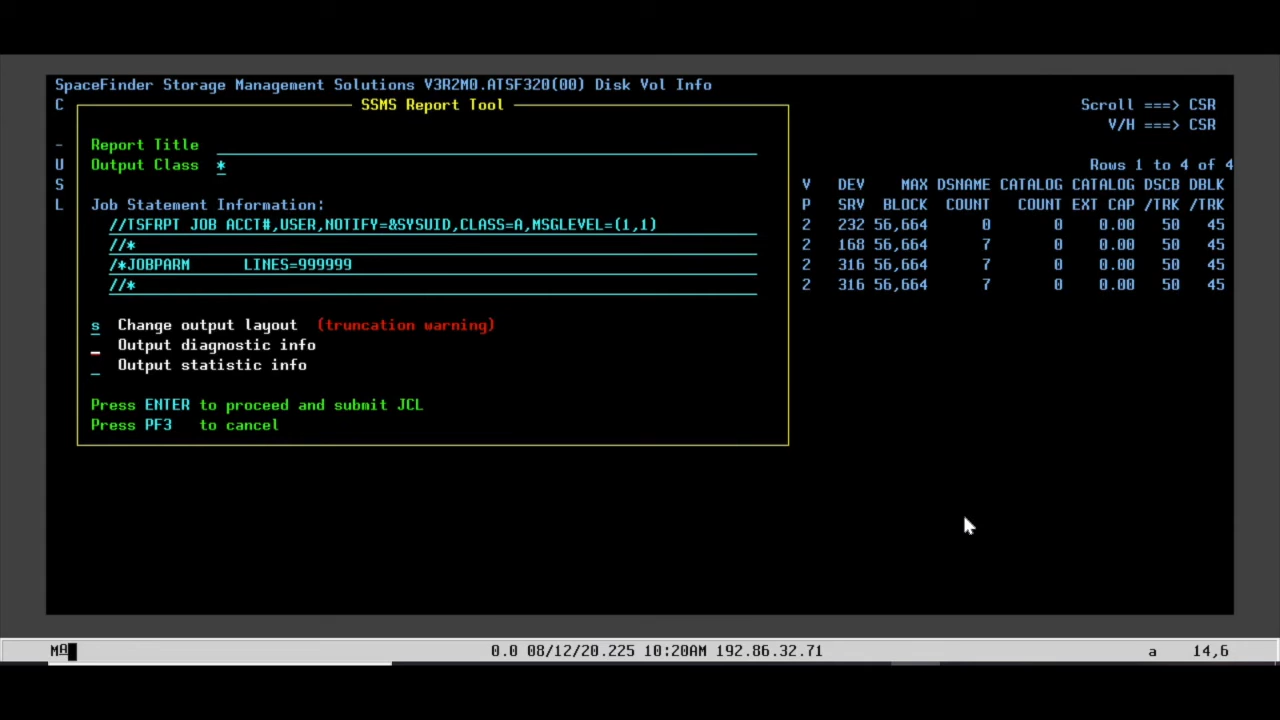 SpaceFinder Storage Management Solutions V3R2M0.ATSF320(00) Disk Vol Info
C SSMS Report Tool Scroll ===> CSR
V/H ===> CSR
- Report Title
U Output Class * Rows 1 to 4 of 4
S V DEV MAX DSNAME CATALOG CATALOG DSCB DBLK
L Job Statement Information: P SRV BLOCK COUNT COUNT EXT CAP /TRK /TRK
//TSFRPT JOB ACCT#,USER,NOTIFY=&SYSUID,CLASS=A,MSGLEVEL=(1,1) 2 232 56,664 0 0 0.00 50 45
//* 2 168 56,664 7 0 0.00 50 45
/*JOBPARM LINES=999999 2 316 56,664 7 0 0.00 50 45
//* 2 316 56,664 7 0 0.00 50 45
s Change output layout (truncation warning)
_ Output diagnostic info
_ Output statistic info
Press ENTER to proceed and submit JCL
Press PF3 to cancel
MA 0.0 08/12/20.225 10:20AM 192.86.32.71 a 14,6